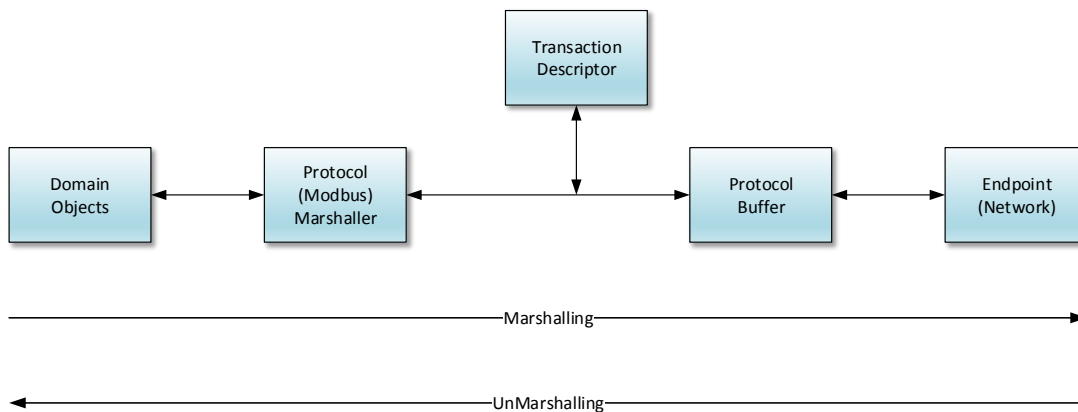 Transaction
Descriptor
Domain
Objects
Protocol
(Modbus)
Marshaller
Protocol
Buffer
Endpoint
(Network)
Marshalling
UnMarshalling